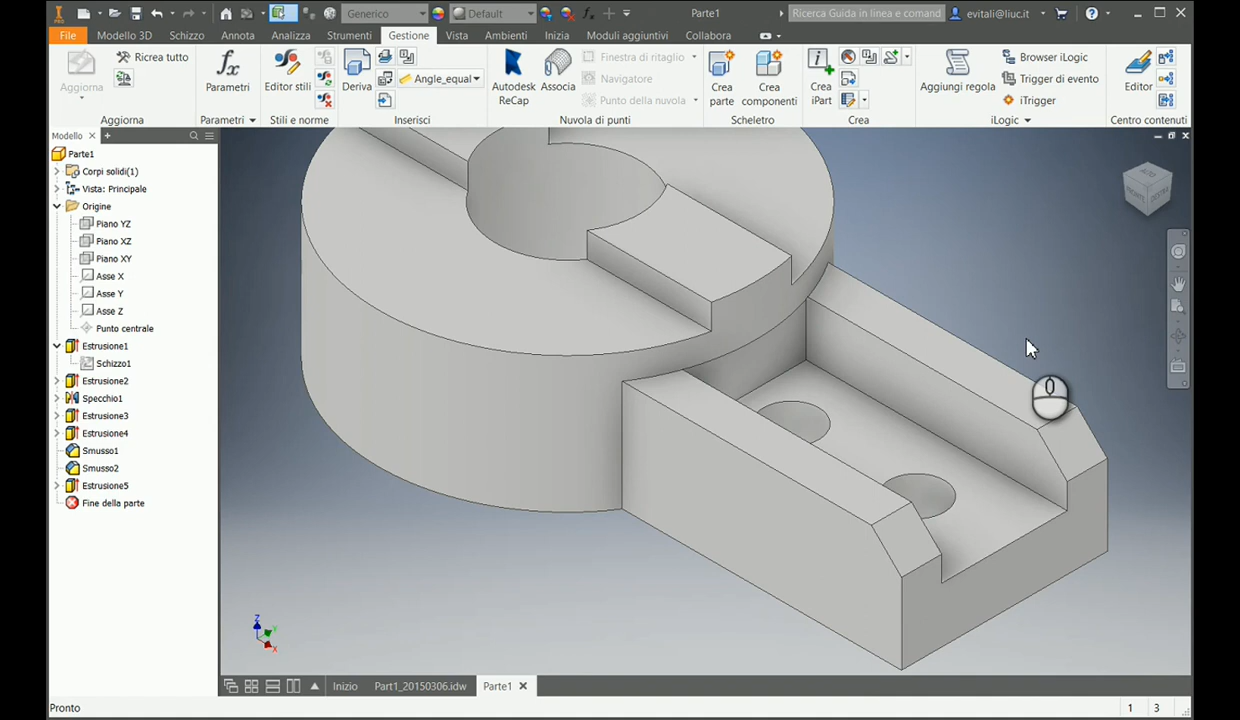 Generico
Default
Parte1
Ricerca Guida in linea e comand
evitali@liuc.it
File
Modello 3D
Schizzo
Annota
Analizza
Strumenti
Gestione
Vista
Ambienti
Inizia
Moduli aggiuntivi
Collabora
Aggiorna
Ricrea tutto
Aggiorna
fx
Parametri
Parametri
Editor stili
Stili e norme
Deriva
Angle_equal
Inserisci
Autodesk
ReCap
Associa
Finestra di ritaglio
Navigatore
Punto della nuvola
Nuvola di punti
Crea
parte
Crea
componenti
Scheletro
Crea
iPart
Crea
Aggiungi regola
Browser iLogic
Trigger di evento
iTrigger
iLogic
Editor
Centro contenuti
Modello
Parte1
Corpi solidi(1)
Vista: Principale
Origine
Piano YZ
Piano XZ
Piano XY
Asse X
Asse Y
Asse Z
Punto centrale
Estrusione1
Schizzo1
Estrusione2
Specchio1
Estrusione3
Estrusione4
Smusso1
Smusso2
Estrusione5
Fine della parte
Z
Y
X
Inizio
Part1_20150306.idw
Parte1
Pronto
1
3